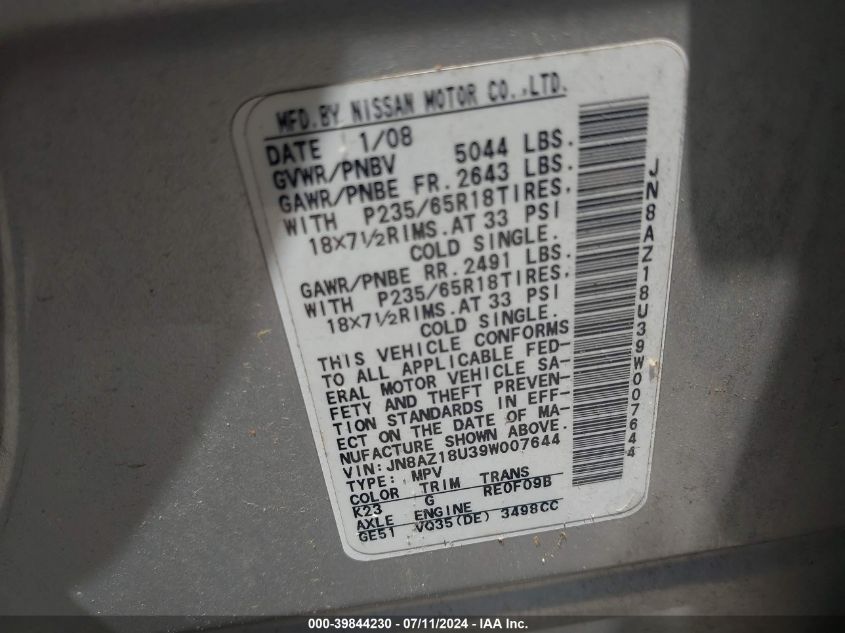 MFD.BY NISSAN MOTOR CO.,LTD.
DATE 1/08
GVWR/PNBV 5044 LBS.
GAWR/PNBE FR. 2643 LBS.
WITH P235/65R18TIRES.
18×7½RIMS.AT 33 PSI
COLD SINGLE.
GAWR/PNBE RR. 2491 LBS.
WITH P235/65R18TIRES.
18×7½RIMS.AT 33 PSI
COLD SINGLE.
THIS VEHICLE CONFORMS
TO ALL APPLICABLE FED-
ERAL MOTOR VEHICLE SA-
FETY AND THEFT PREVEN-
TION STANDARDS IN EFF-
ECT ON THE DATE OF MA-
NUFACTURE SHOWN ABOVE.
VIN:JN8AZ18U39W007644
TYPE: MPV
COLOR TRIM TRANS
K23 G RE0F09B
AXLE ENGINE
GE51 VQ35(DE) 3498CC
JN8AZ18U39W007644
000-39844230 - 07/11/2024 - IAA, Inc.